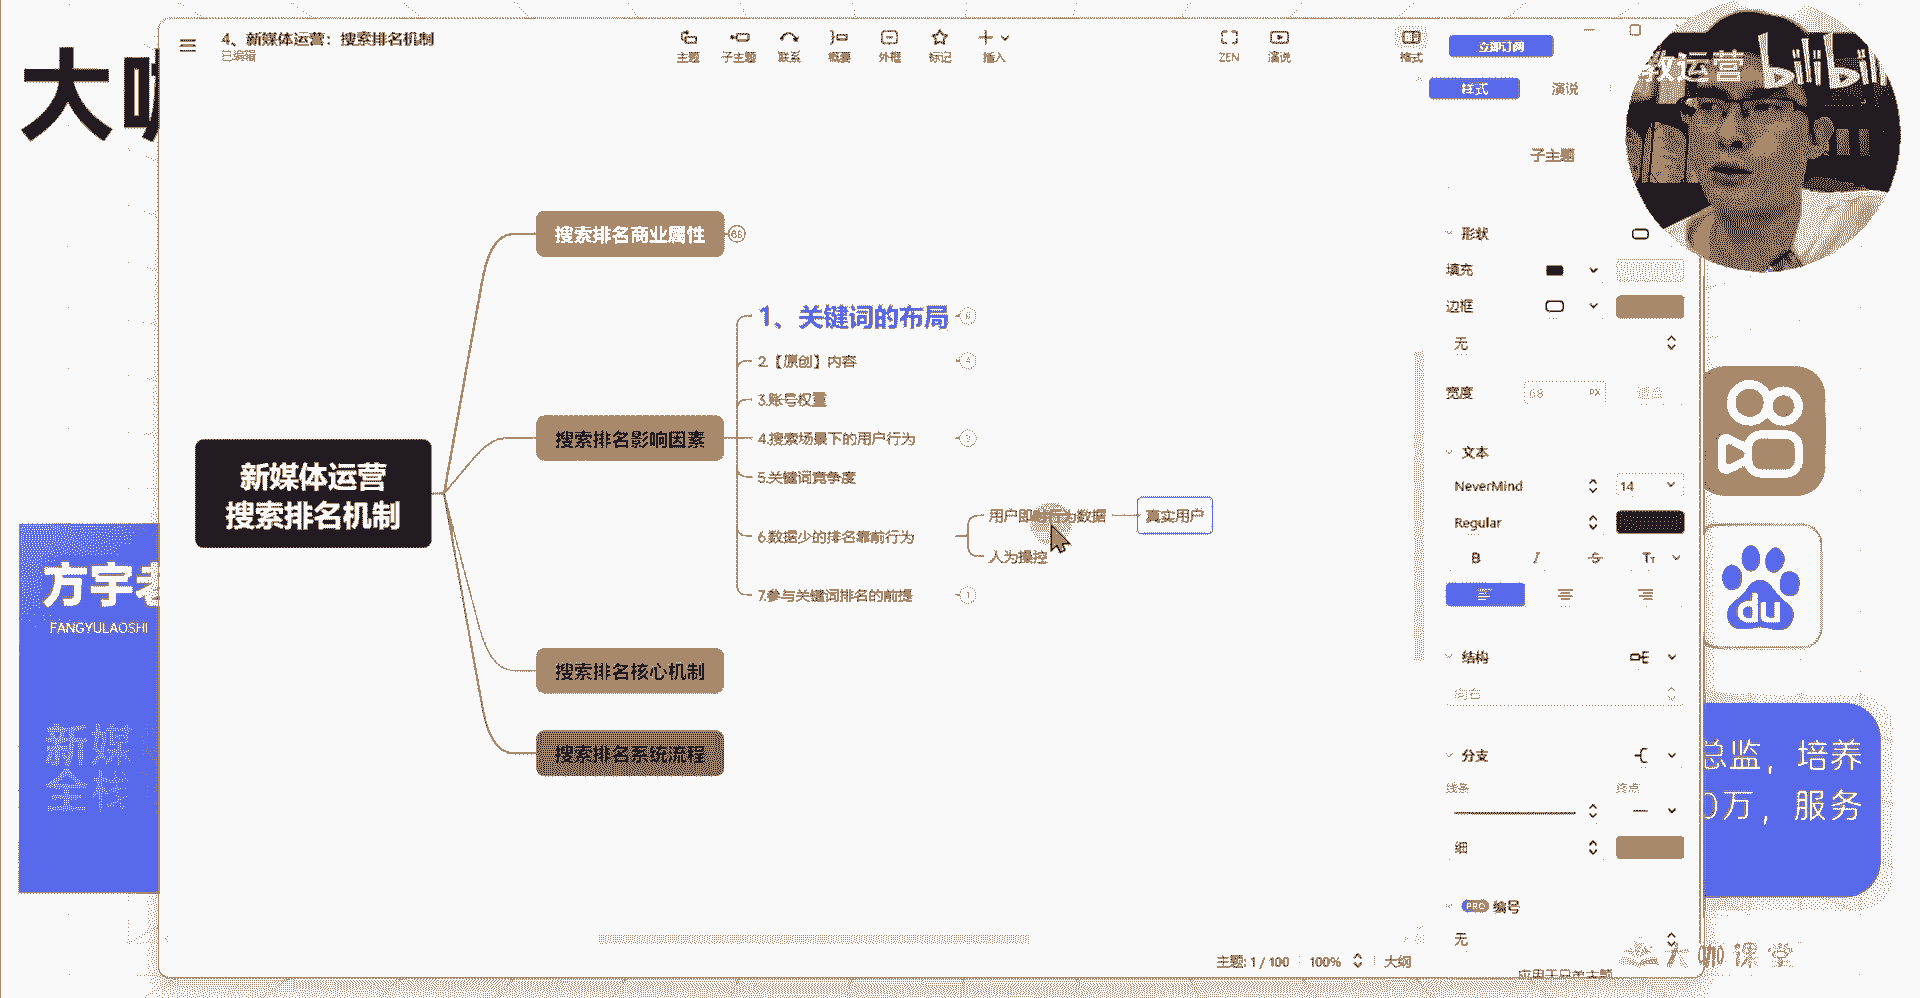 4、新媒体运营：搜索排名机制
已编辑
主题
子主题
联系
概要
外框
标记
插入
ZEN
演说
格式
立即订阅
教运营 bilibili
大咖
样式
演说
子主题
新媒体运营
搜索排名机制
搜索排名商业属性
68
搜索排名影响因素
1、关键词的布局
2.【原创】内容
4
3.账号权重
4.搜索场景下的用户行为
5.关键词竞争度
6.数据少的排名靠前行为
用户即时行为数据
真实用户
人为操控
7.参与关键词排名的前提
1
搜索排名核心机制
搜索排名系统流程
形状
填充
边框
无
宽度
68
PX
文本
NeverMind
14
Regular
B
I
S
TT
结构
向右
分支
线条
终点
细
PRO 编号
无
应用于兄弟主题
主题: 1 / 100
100%
大纲
方宇老
FANGYULAOSHI
新媒
全栈
du
总监，培养
0万，服务
大咖课堂